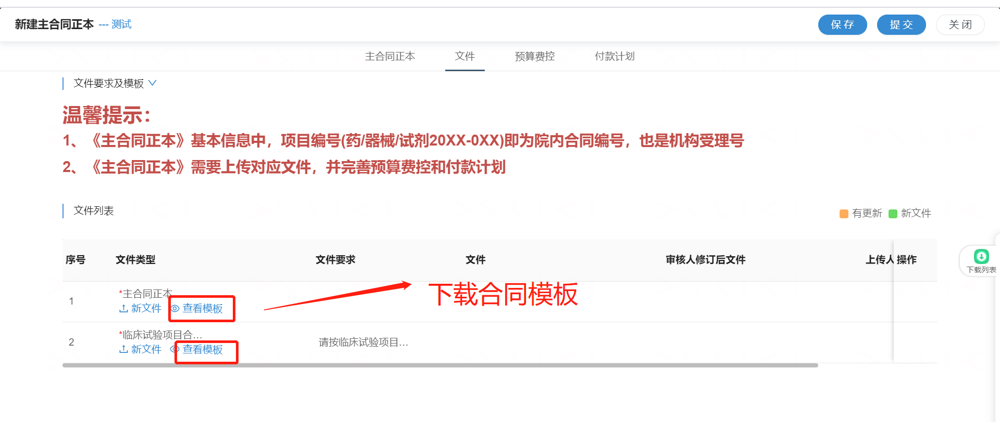 新建主合同正本 --- 测试
保存 提交 关闭
主合同正本 文件 预算费控 付款计划
文件要求及模板
温馨提示：
1、《主合同正本》基本信息中，项目编号(药/器械/试剂20XX-0XX)即为院内合同编号，也是机构受理号
2、《主合同正本》需要上传对应文件，并完善预算费控和付款计划
文件列表
有更新 新文件
序号 文件类型 文件要求 文件 审核人修订后文件 上传人 操作
下载列表
1 *主合同正本
新文件 查看模板
下载合同模板
2 *临床试验项目合... 请按临床试验项目...
新文件 查看模板